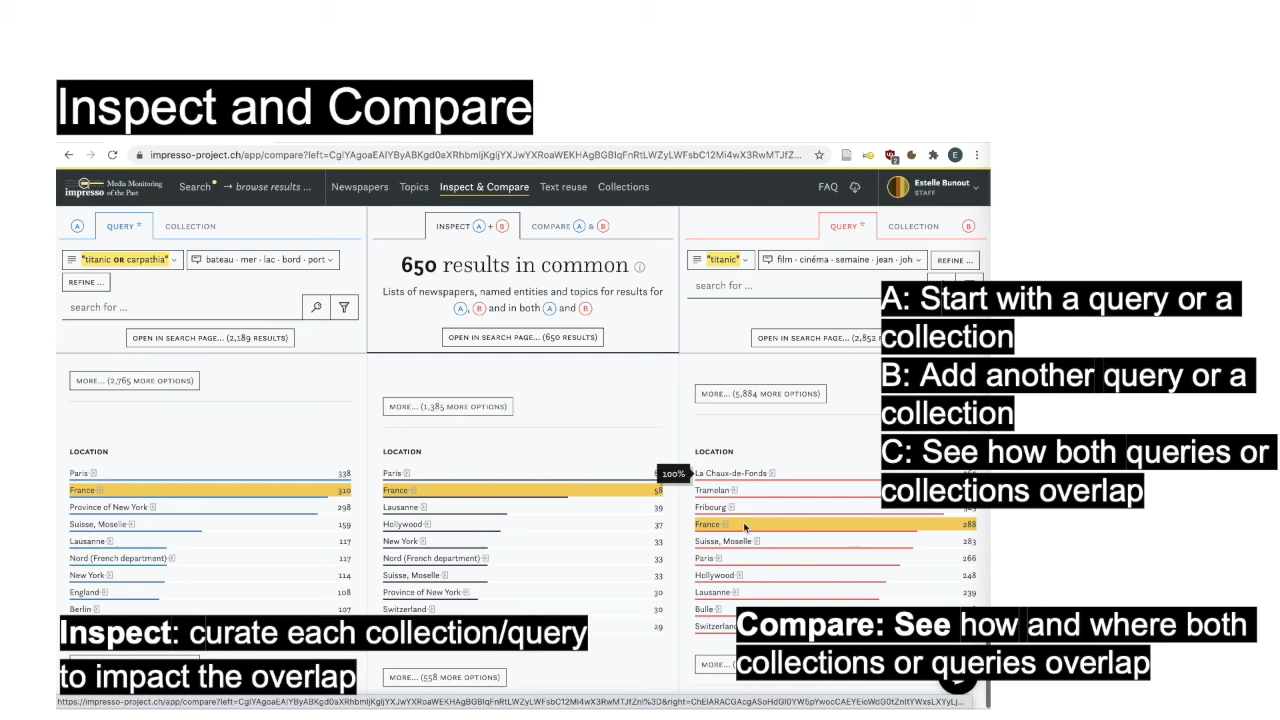 Inspect and Compare
impresso-project.ch/app/compare?left=CgIYAgoaEAIYByABKgd0aXRhbmljKgljYXJwYXRoaWEKHAgBGBIqFnRtLWZyLWFsbC12Mi4wX3RwMTJfZ...
impresso Media Monitoring of the Past
Search → browse results ... Newspapers Topics Inspect & Compare Text reuse Collections FAQ
Estelle Bunout
STAFF
A QUERY * COLLECTION
INSPECT A + B COMPARE A & B
QUERY * COLLECTION B
"titanic OR carpathia" bateau · mer · lac · bord · port
REFINE ...
search for ...
OPEN IN SEARCH PAGE... (2,189 RESULTS)
650 results in common
Lists of newspapers, named entities and topics for results for
A, B and in both A and B
OPEN IN SEARCH PAGE... (650 RESULTS)
"titanic" film · cinéma · semaine · jean · joh
REFINE ...
search for ...
OPEN IN SEARCH PAGE... (2,852
A: Start with a query or a
collection
B: Add another query or a
collection
C: See how both queries or
collections overlap
MORE... (2,765 MORE OPTIONS)
LOCATION
Paris 338
France 310
Province of New York 298
Suisse, Moselle 159
Lausanne 117
Nord (French department) 117
New York 114
England 108
Berlin 107
MORE... (1,385 MORE OPTIONS)
LOCATION
Paris
France 58
Lausanne 39
Hollywood 37
New York 33
Nord (French department) 33
Suisse, Moselle 33
Province of New York 30
Switzerland 30
29
MORE... (558 MORE OPTIONS)
MORE... (5,884 MORE OPTIONS)
LOCATION
100%
La Chaux-de-Fonds
Tramelan
Fribourg
France 288
Suisse, Moselle 283
Paris 266
Hollywood 248
Lausanne 239
Bulle
Switzerland
MORE...
Inspect: curate each collection/query
to impact the overlap
Compare: See how and where both
collections or queries overlap